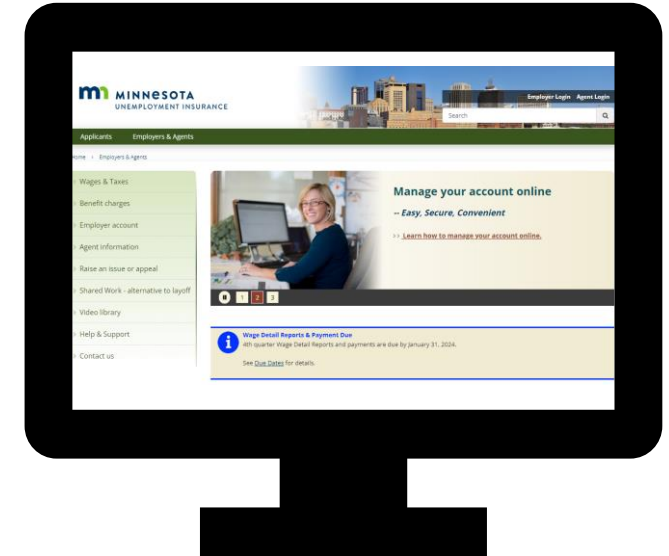 MINNESOTA
UNEMPLOYMENT INSURANCE
Employer Login Agent Login
Search
Applicants Employers & Agents
Home > Employers & Agents
Wages & Taxes
Benefit charges
Employer account
Agent information
Raise an issue or appeal
Shared Work - alternative to layoff
Video library
Help & Support
Contact us
Manage your account online
-- Easy, Secure, Convenient
>> Learn how to manage your account online.
1 2 3
Wage Detail Reports & Payment Due
4th quarter Wage Detail Reports and payments are due by January 31, 2024.
See Due Dates for details.